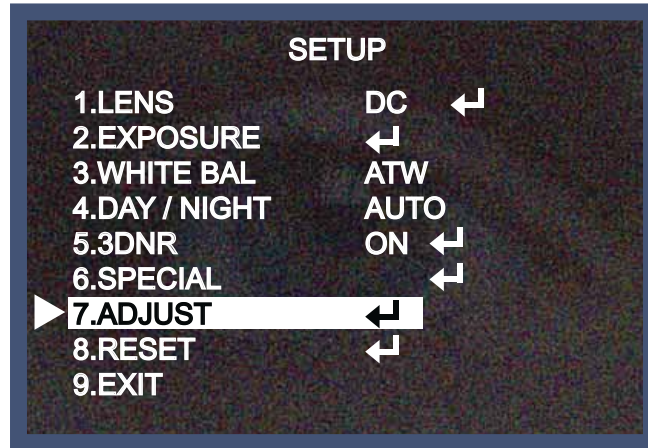 SETUP
1.LENS DC ↲
2.EXPOSURE ↲
3.WHITE BAL ATW
4.DAY / NIGHT AUTO
5.3DNR ON ↲
6.SPECIAL ↲
7.ADJUST ↲
8.RESET ↲
9.EXIT